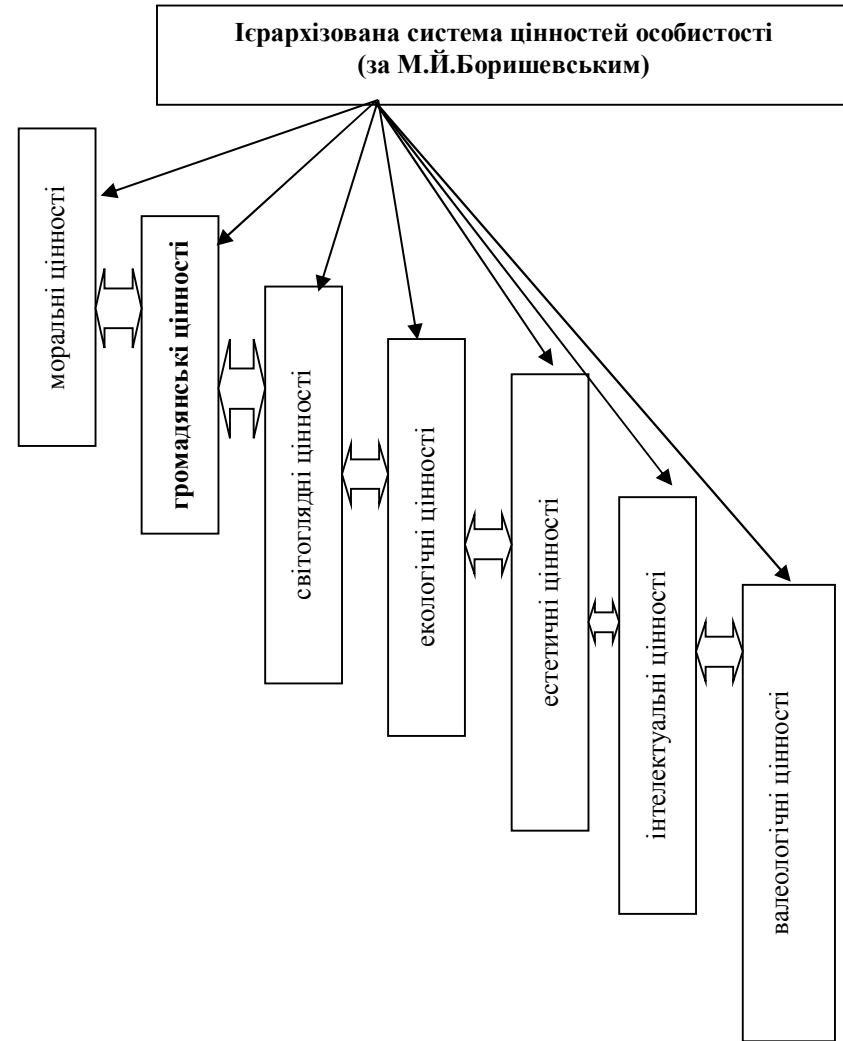 Ієрархізована система цінностей особистості
(за М.Й.Боришевським)
моральні цінності
громадянські цінності
світоглядні цінності
екологічні цінності
естетичні цінності
інтелектуальні цінності
валеологічні цінності